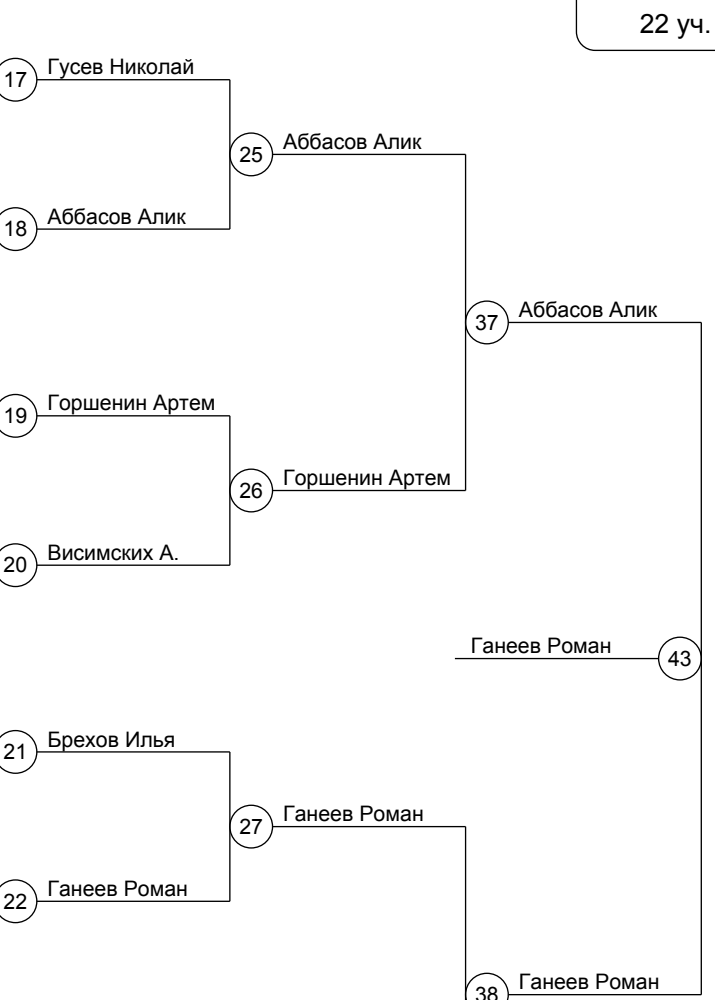 22 уч.
17 Гусев Николай
25 Аббасов Алик
18 Аббасов Алик
37 Аббасов Алик
19 Горшенин Артем
26 Горшенин Артем
20 Висимских А.
Ганеев Роман 43
21 Брехов Илья
27 Ганеев Роман
22 Ганеев Роман
38 Ганеев Роман